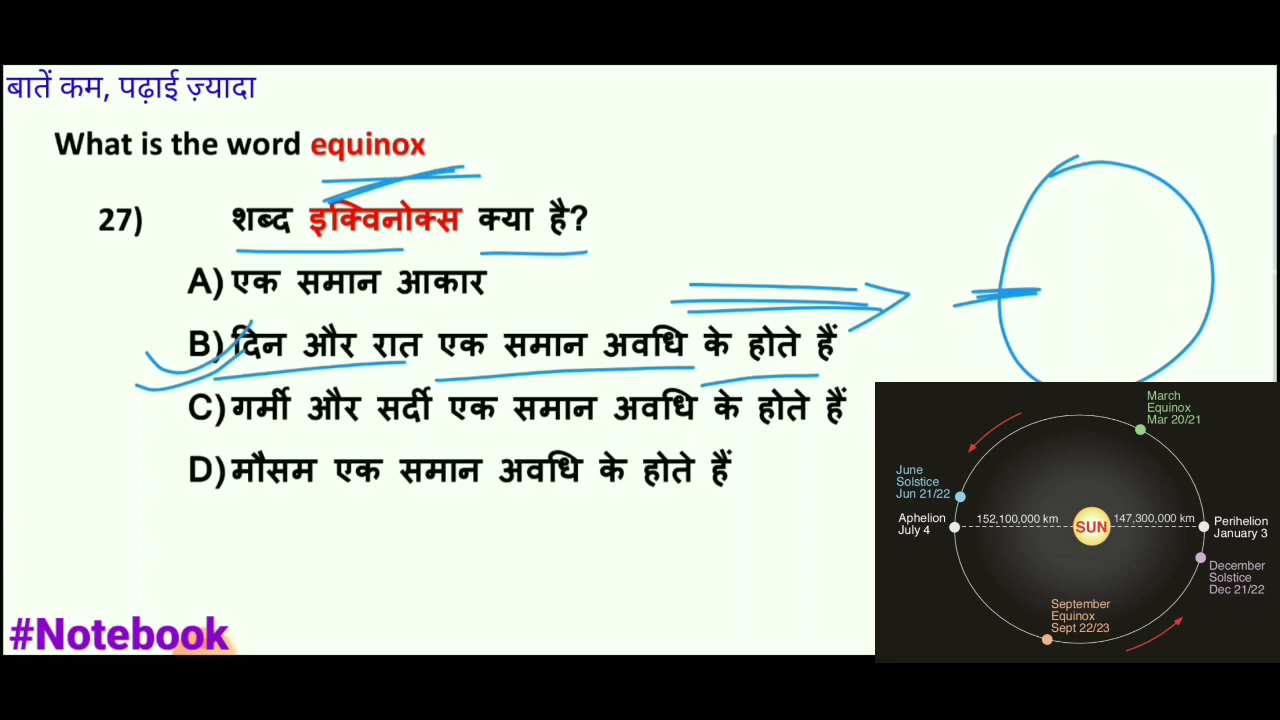 बातें कम, पढ़ाई ज़्यादा
What is the word equinox
27) शब्द इक्विनोक्स क्या है?
A) एक समान आकार
B) दिन और रात एक समान अवधि के होते हैं
C) गर्मी और सर्दी एक समान अवधि के होते हैं
D) मौसम एक समान अवधि के होते हैं
March
Equinox
Mar 20/21
June
Solstice
Jun 21/22
Aphelion
July 4
152,100,000 km
SUN
147,300,000 km
Perihelion
January 3
December
Solstice
Dec 21/22
September
Equinox
Sept 22/23
#Notebook